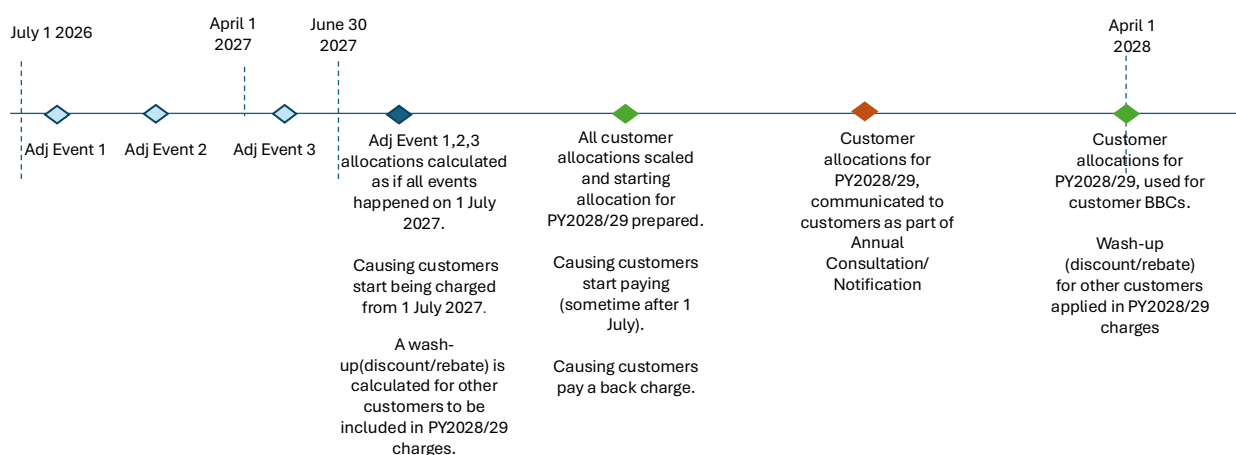 July 1 2026
April 1
2027
June 30
2027
April 1
2028
Adj Event 1
Adj Event 2
Adj Event 3
Adj Event 1,2,3
allocations calculated
as if all events
happened on 1 July
2027.
Causing customers
start being charged
from 1 July 2027.
A wash-
up(discount/rebate) is
calculated for other
customers to be
included in PY2028/29
charges.
All customer
allocations scaled
and starting
allocation for
PY2028/29 prepared.
Causing customers
start paying
(sometime after 1
July).
Causing customers
pay a back charge.
Customer
allocations for
PY2028/29,
communicated to
customers as part of
Annual
Consultation/
Notification
Customer
allocations for
PY2028/29, used for
customer BBCs.
Wash-up
(discount/rebate)
for other customers
applied in PY2028/29
charges